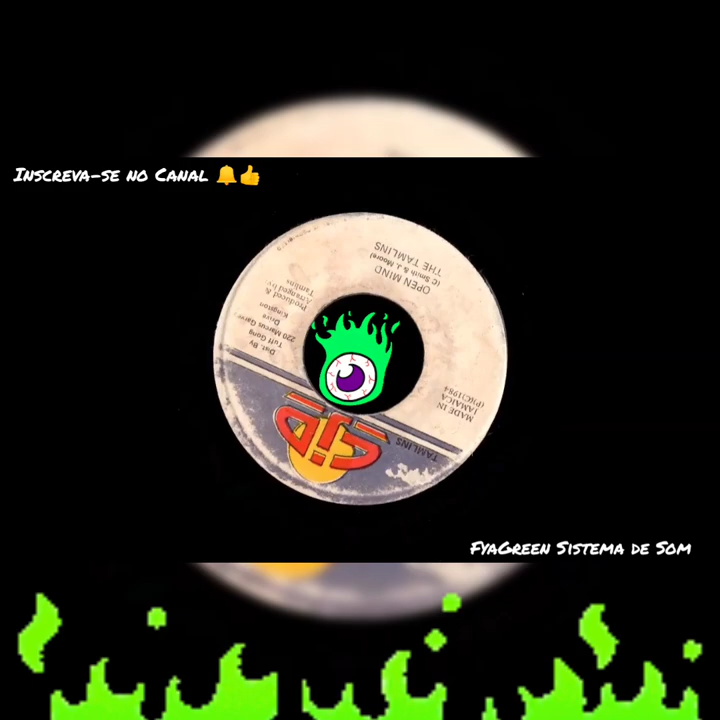 Inscreva-se no Canal 🔔👍
OPEN MIND
(C Smith & J. Moore)
THE TAMLINS
Produced &
Arranged by:
Tamlins
Dist. By
Tuff Gong
220 Marcus Garvey
Drive
Kingston
MADE IN
JAMAICA
(P)(C)1984
TAMLINS
FyaGreen Sistema de Som